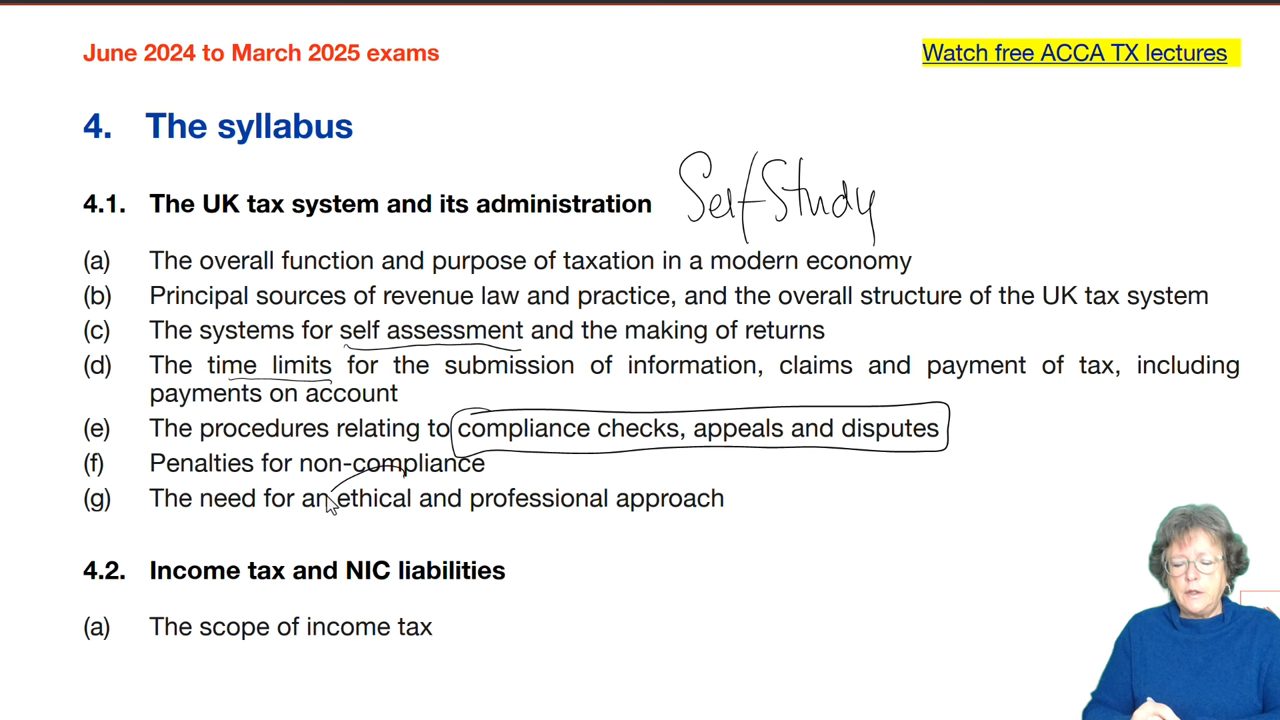 June 2024 to March 2025 exams
Watch free ACCA TX lectures
4. The syllabus
Self Study
4.1. The UK tax system and its administration
(a) The overall function and purpose of taxation in a modern economy
(b) Principal sources of revenue law and practice, and the overall structure of the UK tax system
(c) The systems for self assessment and the making of returns
(d) The time limits for the submission of information, claims and payment of tax, including
payments on account
(e) The procedures relating to compliance checks, appeals and disputes
(f) Penalties for non-compliance
(g) The need for an ethical and professional approach
4.2. Income tax and NIC liabilities
(a) The scope of income tax